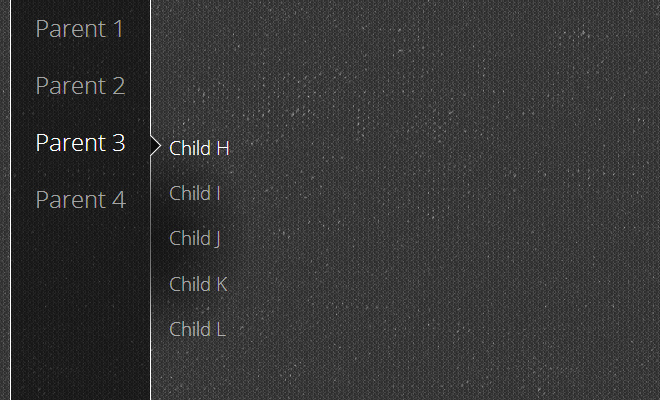 Parent 1
Parent 2
Parent 3
Parent 4
Child H
Child I
Child J
Child K
Child L